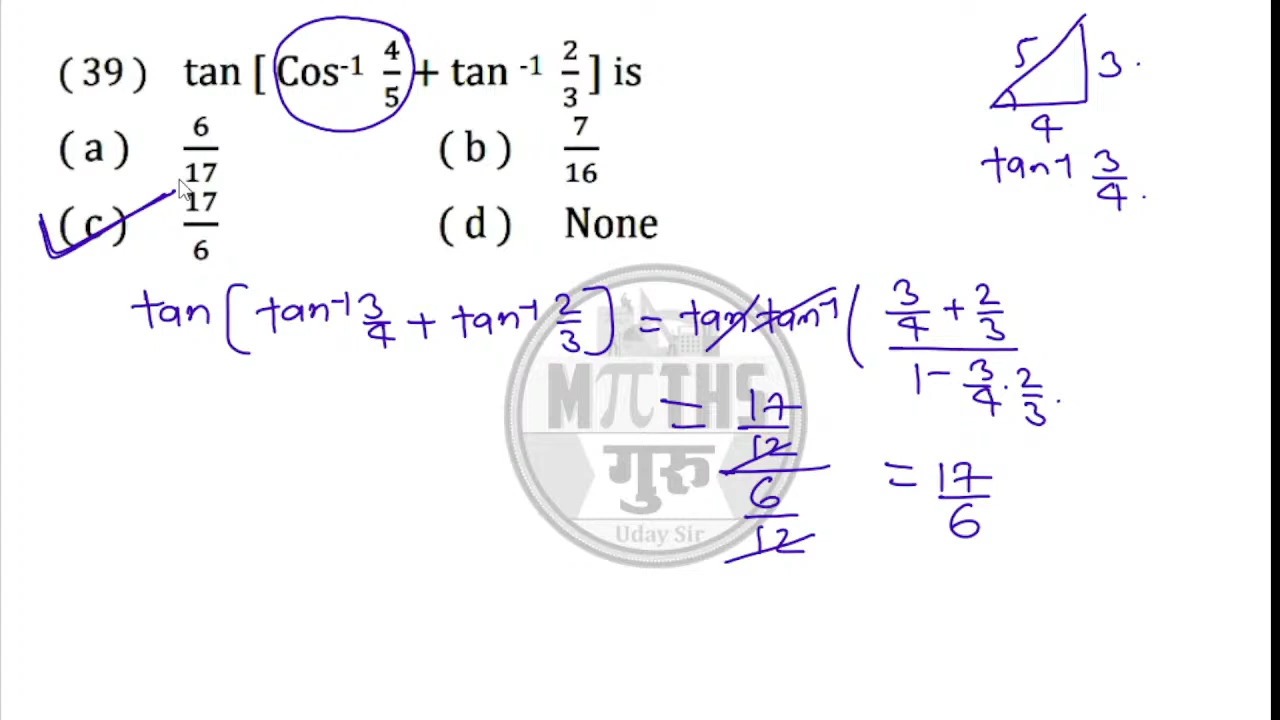 (39) tan [ Cos⁻¹ 4/5 + tan ⁻¹ 2/3 ] is
(a) 6/17 (b) 7/16
(c) 17/6 (d) None
5 3.
4
tan⁻¹ 3/4.
tan [ tan⁻¹ 3/4 + tan⁻¹ 2/3 ] = tan tan⁻¹ ( (3/4 + 2/3) / (1 - 3/4 . 2/3.)
= (17/12) / (6/12) = 17/6
MπTHS
गुरु
Uday Sir